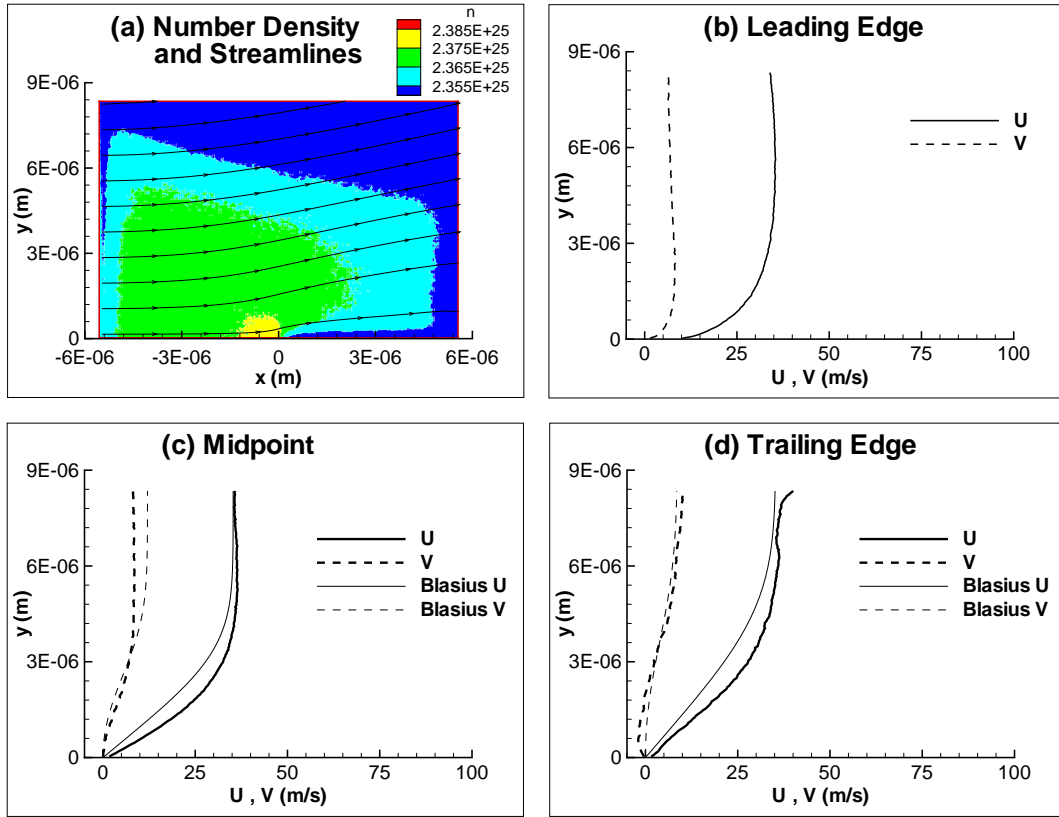 (a) Number Density
and Streamlines
n
2.385E+25
2.375E+25
2.365E+25
2.355E+25
9E-06
6E-06
3E-06
0
y (m)
-6E-06
-3E-06
0
3E-06
6E-06
x (m)
(b) Leading Edge
9E-06
6E-06
3E-06
0
y (m)
U
V
0
25
50
75
100
U , V (m/s)
(c) Midpoint
9E-06
6E-06
3E-06
0
y (m)
U
V
Blasius U
Blasius V
0
25
50
75
100
U , V (m/s)
(d) Trailing Edge
9E-06
6E-06
3E-06
0
y (m)
U
V
Blasius U
Blasius V
0
25
50
75
100
U , V (m/s)